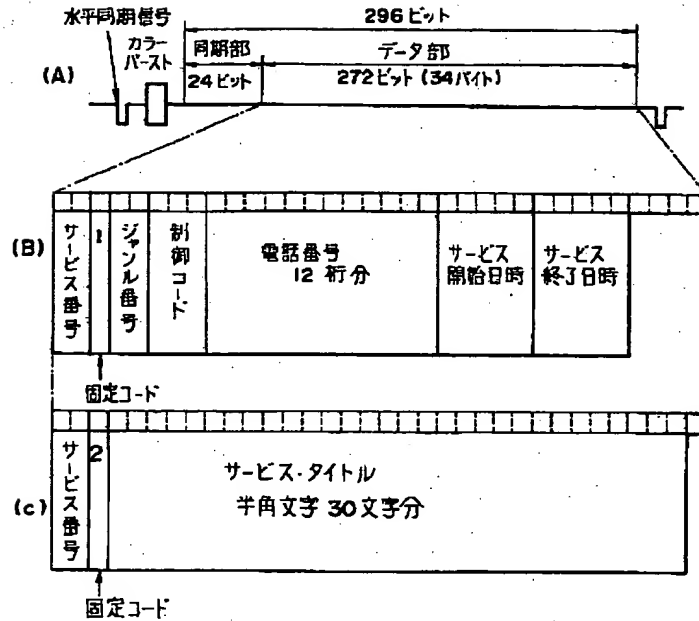 水平同期信号
カラー
バースト
296ビット
同期部
24ビット
データ部
272ビット(34バイト)
(A)
(B)
サービス番号
1
ジャンル番号
制御コード
電話番号
12桁分
サービス
開始日時
サービス
終了日時
固定コード
(c)
サービス番号
2
サービス・タイトル
半角文字 30文字分
固定コード